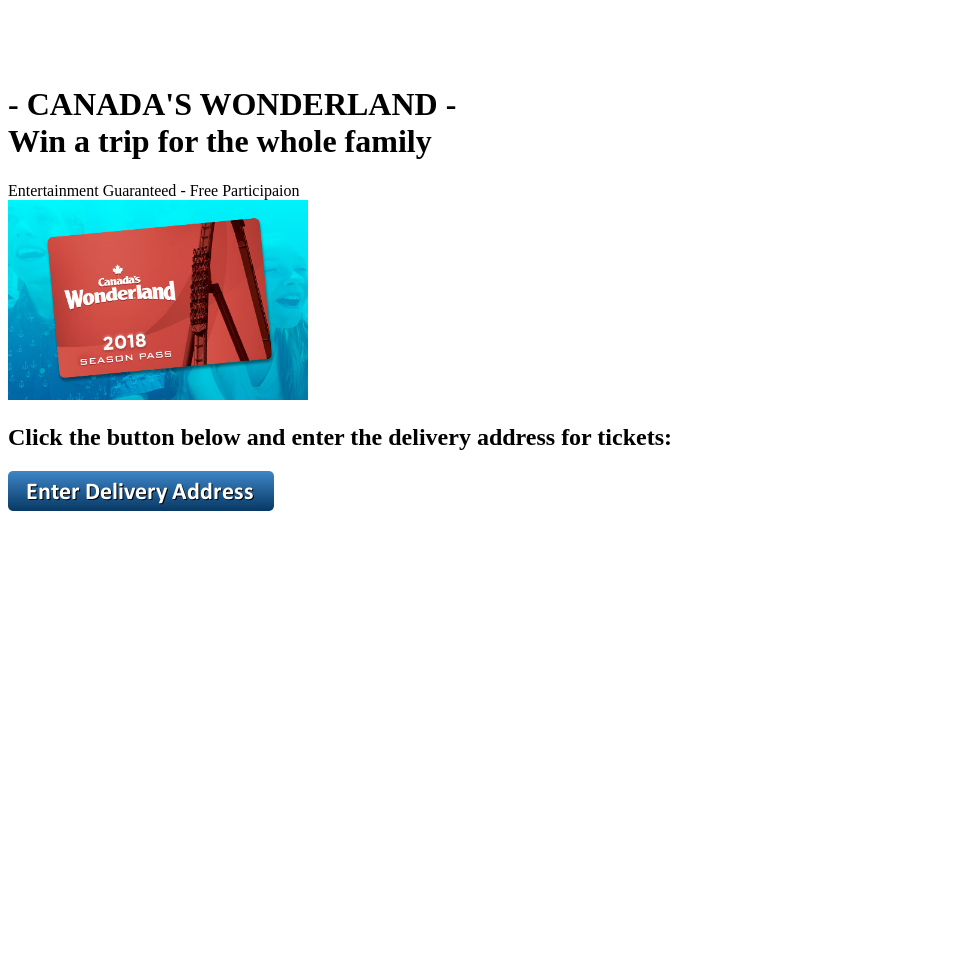 - CANADA'S WONDERLAND -
Win a trip for the whole family
Entertainment Guaranteed - Free Participaion
Canada's
Wonderland
2018
SEASON PASS
Click the button below and enter the delivery address for tickets:
Enter Delivery Address